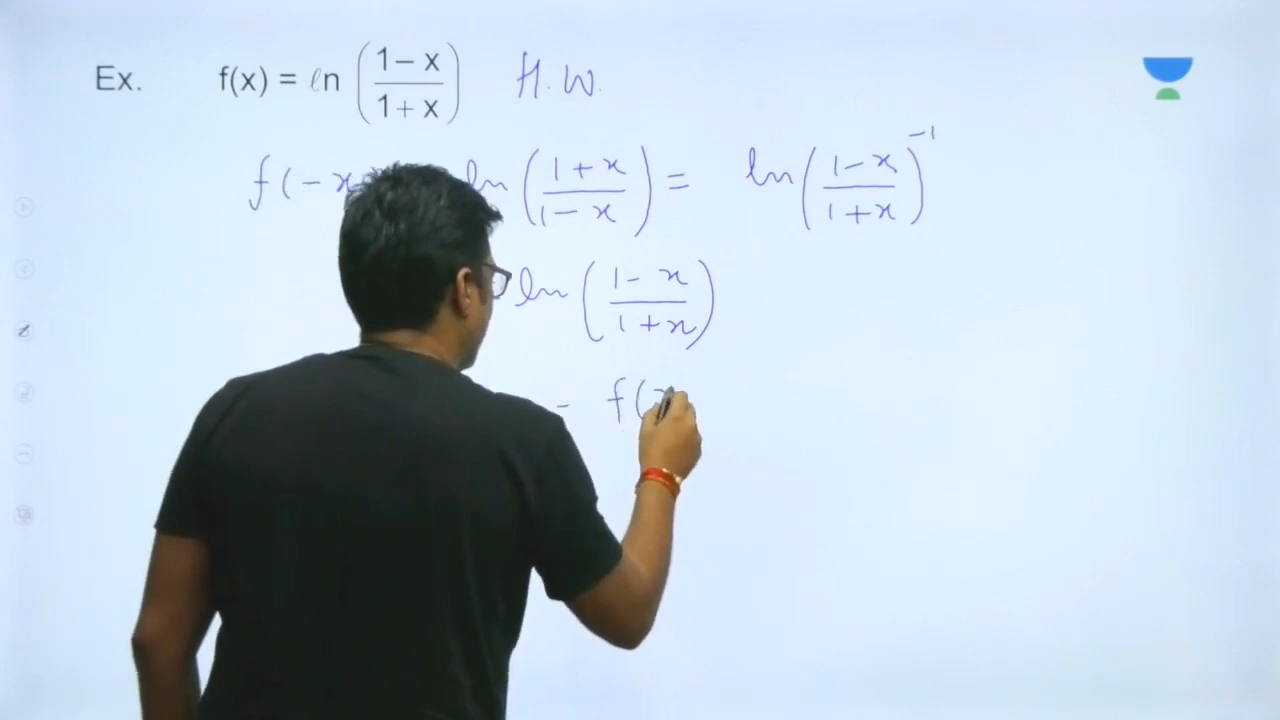 Ex. f(x) = ℓn (1 – x / 1 + x) H.W.
f(-x ln (1+x / 1-x) = ln (1-x / 1+x)^-1
ln (1-x / 1+x)
- f(x